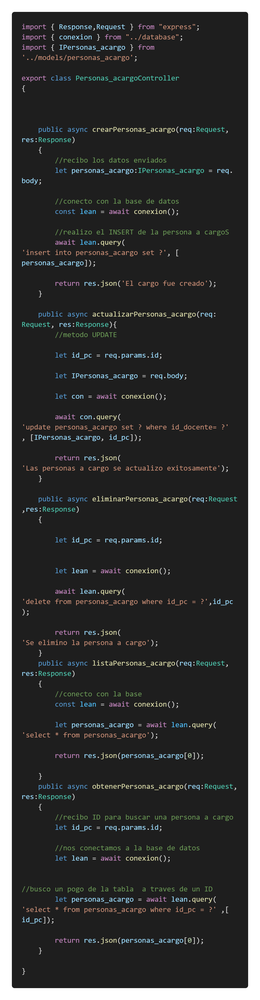 import { Response,Request } from "express";
import { conexion } from "../database";
import { IPersonas_acargo } from
'../models/personas_acargo';
export class Personas_acargoController
{
public async crearPersonas_acargo(req:Request,
res:Response)
{
//recibo los datos enviados
let personas_acargo:IPersonas_acargo = req.
body;
//conecto con la base de datos
const lean = await conexion();
//realizo el INSERT de la persona a cargoS
await lean.query(
'insert into personas_acargo set ?', [
personas_acargo]);
return res.json('El cargo fue creado');
}
public async actualizarPersonas_acargo(req:
Request, res:Response){
//metodo UPDATE
let id_pc = req.params.id;
let IPersonas_acargo = req.body;
let con = await conexion();
await con.query(
'update personas_acargo set ? where id_docente= ?'
, [IPersonas_acargo, id_pc]);
return res.json(
'Las personas a cargo se actualizo exitosamente');
}
public async eliminarPersonas_acargo(req:Request
,res:Response)
{
let id_pc = req.params.id;
let lean = await conexion();
await lean.query(
'delete from personas_acargo where id_pc = ?',id_pc
);
return res.json(
'Se elimino la persona a cargo');
}
public async listaPersonas_acargo(req:Request,
res:Response)
{
//conecto con la base
const lean = await conexion();
let personas_acargo = await lean.query(
'select * from personas_acargo');
return res.json(personas_acargo[0]);
}
public async obtenerPersonas_acargo(req:Request,
res:Response)
{
//recibo ID para buscar una persona a cargo
let id_pc = req.params.id;
//nos conectamos a la base de datos
let lean = await conexion();
//busco un pogo de la tabla  a traves de un ID
let personas_acargo = await lean.query(
'select * from personas_acargo where id_pc = ?' ,[
id_pc]);
return res.json(personas_acargo[0]);
}
}